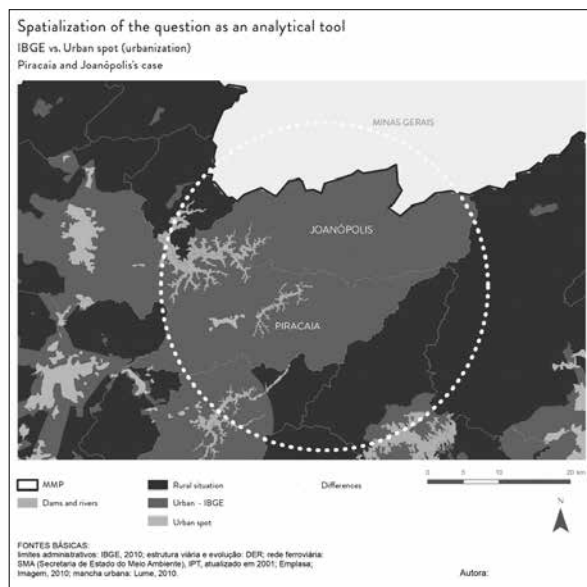 Spatialization of the question as an analytical tool
IBGE vs. Urban spot (urbanization)
Piracaia and Joanópolis's case
MINAS GERAIS
JOANÓPOLIS
PIRACAIA
MMP
Rural situation
Differences
0 5 10 20 km
Dams and rivers
Urban - IBGE
Urban spot
N
FONTES BÁSICAS:
limites administrativos: IBGE, 2010; estrutura viária e evolução: DER; rede ferroviária:
SMA (Secretaria de Estado do Meio Ambiente), IPT, atualizado em 2001; Emplasa;
Imagem, 2010; mancha urbana: Lume, 2010.
Autora: